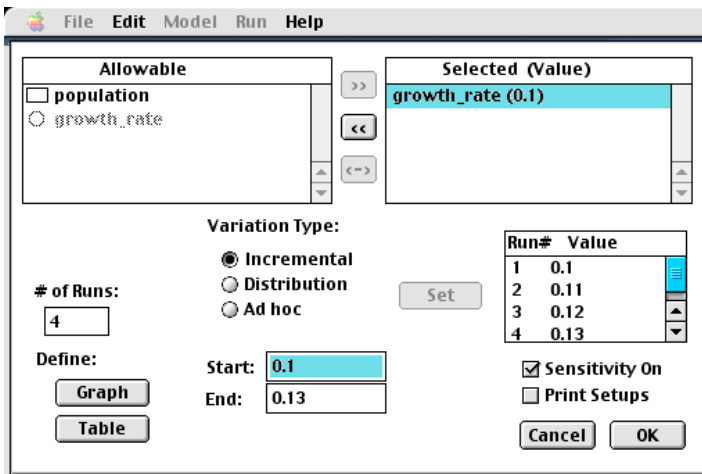 File Edit Model Run Help
Allowable
population
growth_rate
>>
<<
<->
Selected (Value)
growth_rate (0.1)
Variation Type:
Incremental
Distribution
Ad hoc
# of Runs:
4
Set
Run# Value
1 0.1
2 0.11
3 0.12
4 0.13
Define:
Graph
Table
Start: 0.1
End: 0.13
Sensitivity On
Print Setups
Cancel
OK